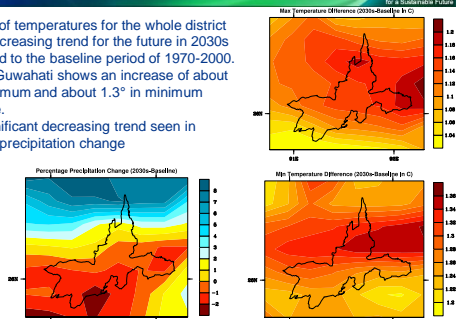 for a Sustainable Future
of temperatures for the whole district
creasing trend for the future in 2030s
d to the baseline period of 1970-2000.
Guwahati shows an increase of about
mum and about 1.3° in minimum
nificant decreasing trend seen in
precipitation change
Max Temperature Difference (2030s-Baseline in C)
1.2
1.1
1.1
1.1
1.1
1.1
1.08
1.06
1.04
26N
91E
92E
Percentage Precipitation Change (2030s-Baseline)
8
7
6
5
4
3
2
1
0
-1
-2
26N
Min Temperature Difference (2030s-Baseline in C)
1.36
1.34
1.32
1.3
1.28
1.26
1.24
1.22
1.2
26N